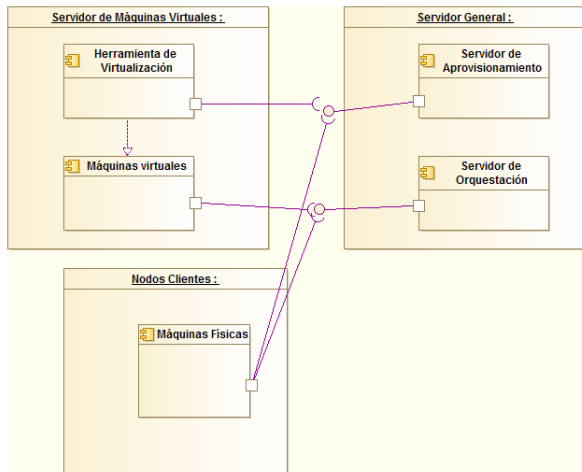 Servidor de Máquinas Virtuales :
Herramienta de
Virtualización
Máquinas virtuales
Servidor General :
Servidor de
Aprovisionamiento
Servidor de
Orquestación
Nodos Clientes :
Máquinas Físicas